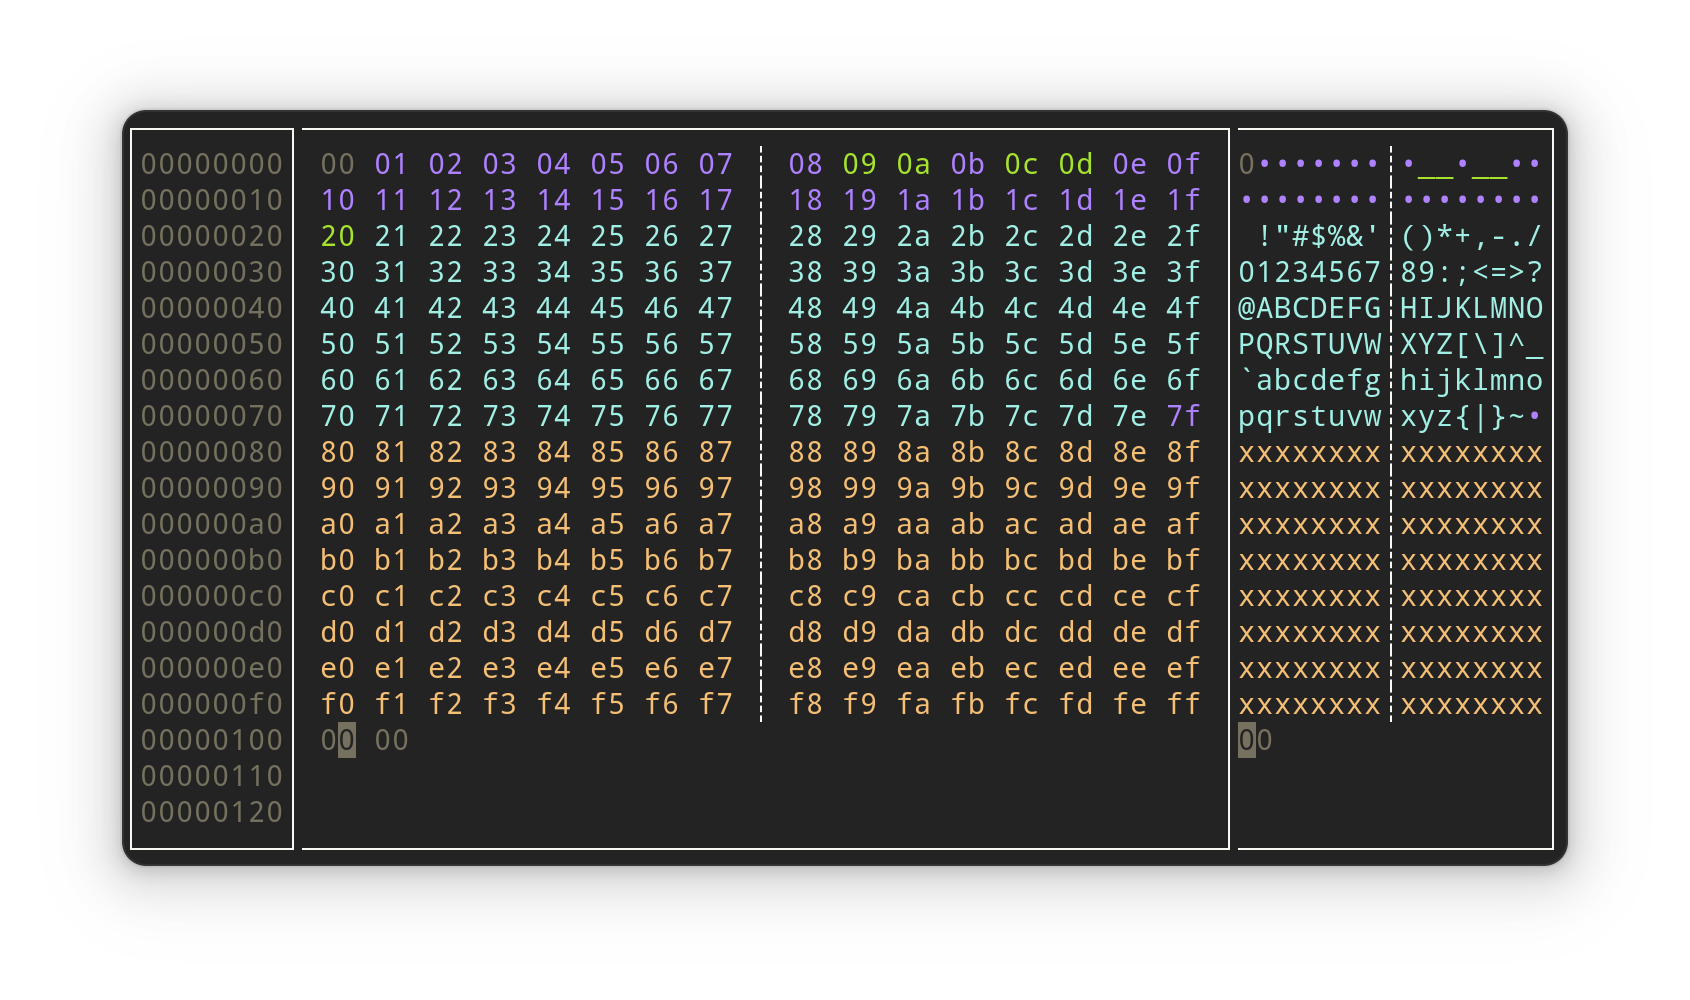 00000000 00 01 02 03 04 05 06 07 08 09 0a 0b 0c 0d 0e 0f 0••••••• •__•__••
00000010 10 11 12 13 14 15 16 17 18 19 1a 1b 1c 1d 1e 1f •••••••• ••••••••
00000020 20 21 22 23 24 25 26 27 28 29 2a 2b 2c 2d 2e 2f  !"#$%&' ()*+,-./
00000030 30 31 32 33 34 35 36 37 38 39 3a 3b 3c 3d 3e 3f 01234567 89:;<=>?
00000040 40 41 42 43 44 45 46 47 48 49 4a 4b 4c 4d 4e 4f @ABCDEFG HIJKLMNO
00000050 50 51 52 53 54 55 56 57 58 59 5a 5b 5c 5d 5e 5f PQRSTUVW XYZ[\]^_
00000060 60 61 62 63 64 65 66 67 68 69 6a 6b 6c 6d 6e 6f `abcdefg hijklmno
00000070 70 71 72 73 74 75 76 77 78 79 7a 7b 7c 7d 7e 7f pqrstuvw xyz{|}~•
00000080 80 81 82 83 84 85 86 87 88 89 8a 8b 8c 8d 8e 8f xxxxxxxx xxxxxxxx
00000090 90 91 92 93 94 95 96 97 98 99 9a 9b 9c 9d 9e 9f xxxxxxxx xxxxxxxx
000000a0 a0 a1 a2 a3 a4 a5 a6 a7 a8 a9 aa ab ac ad ae af xxxxxxxx xxxxxxxx
000000b0 b0 b1 b2 b3 b4 b5 b6 b7 b8 b9 ba bb bc bd be bf xxxxxxxx xxxxxxxx
000000c0 c0 c1 c2 c3 c4 c5 c6 c7 c8 c9 ca cb cc cd ce cf xxxxxxxx xxxxxxxx
000000d0 d0 d1 d2 d3 d4 d5 d6 d7 d8 d9 da db dc dd de df xxxxxxxx xxxxxxxx
000000e0 e0 e1 e2 e3 e4 e5 e6 e7 e8 e9 ea eb ec ed ee ef xxxxxxxx xxxxxxxx
000000f0 f0 f1 f2 f3 f4 f5 f6 f7 f8 f9 fa fb fc fd fe ff xxxxxxxx xxxxxxxx
00000100 00 00 00
00000110
00000120